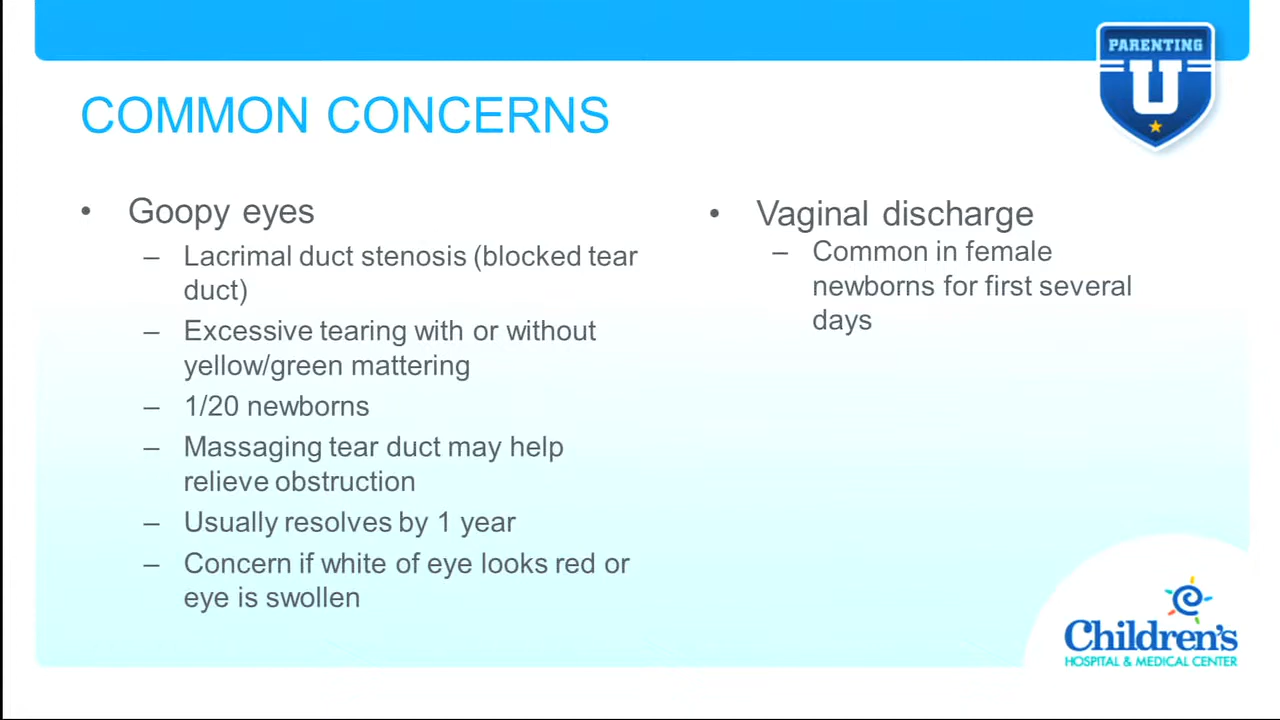 PARENTING
U
COMMON CONCERNS
• Goopy eyes
– Lacrimal duct stenosis (blocked tear
duct)
– Excessive tearing with or without
yellow/green mattering
– 1/20 newborns
– Massaging tear duct may help
relieve obstruction
– Usually resolves by 1 year
– Concern if white of eye looks red or
eye is swollen
• Vaginal discharge
– Common in female
newborns for first several
days
Children's
HOSPITAL & MEDICAL CENTER